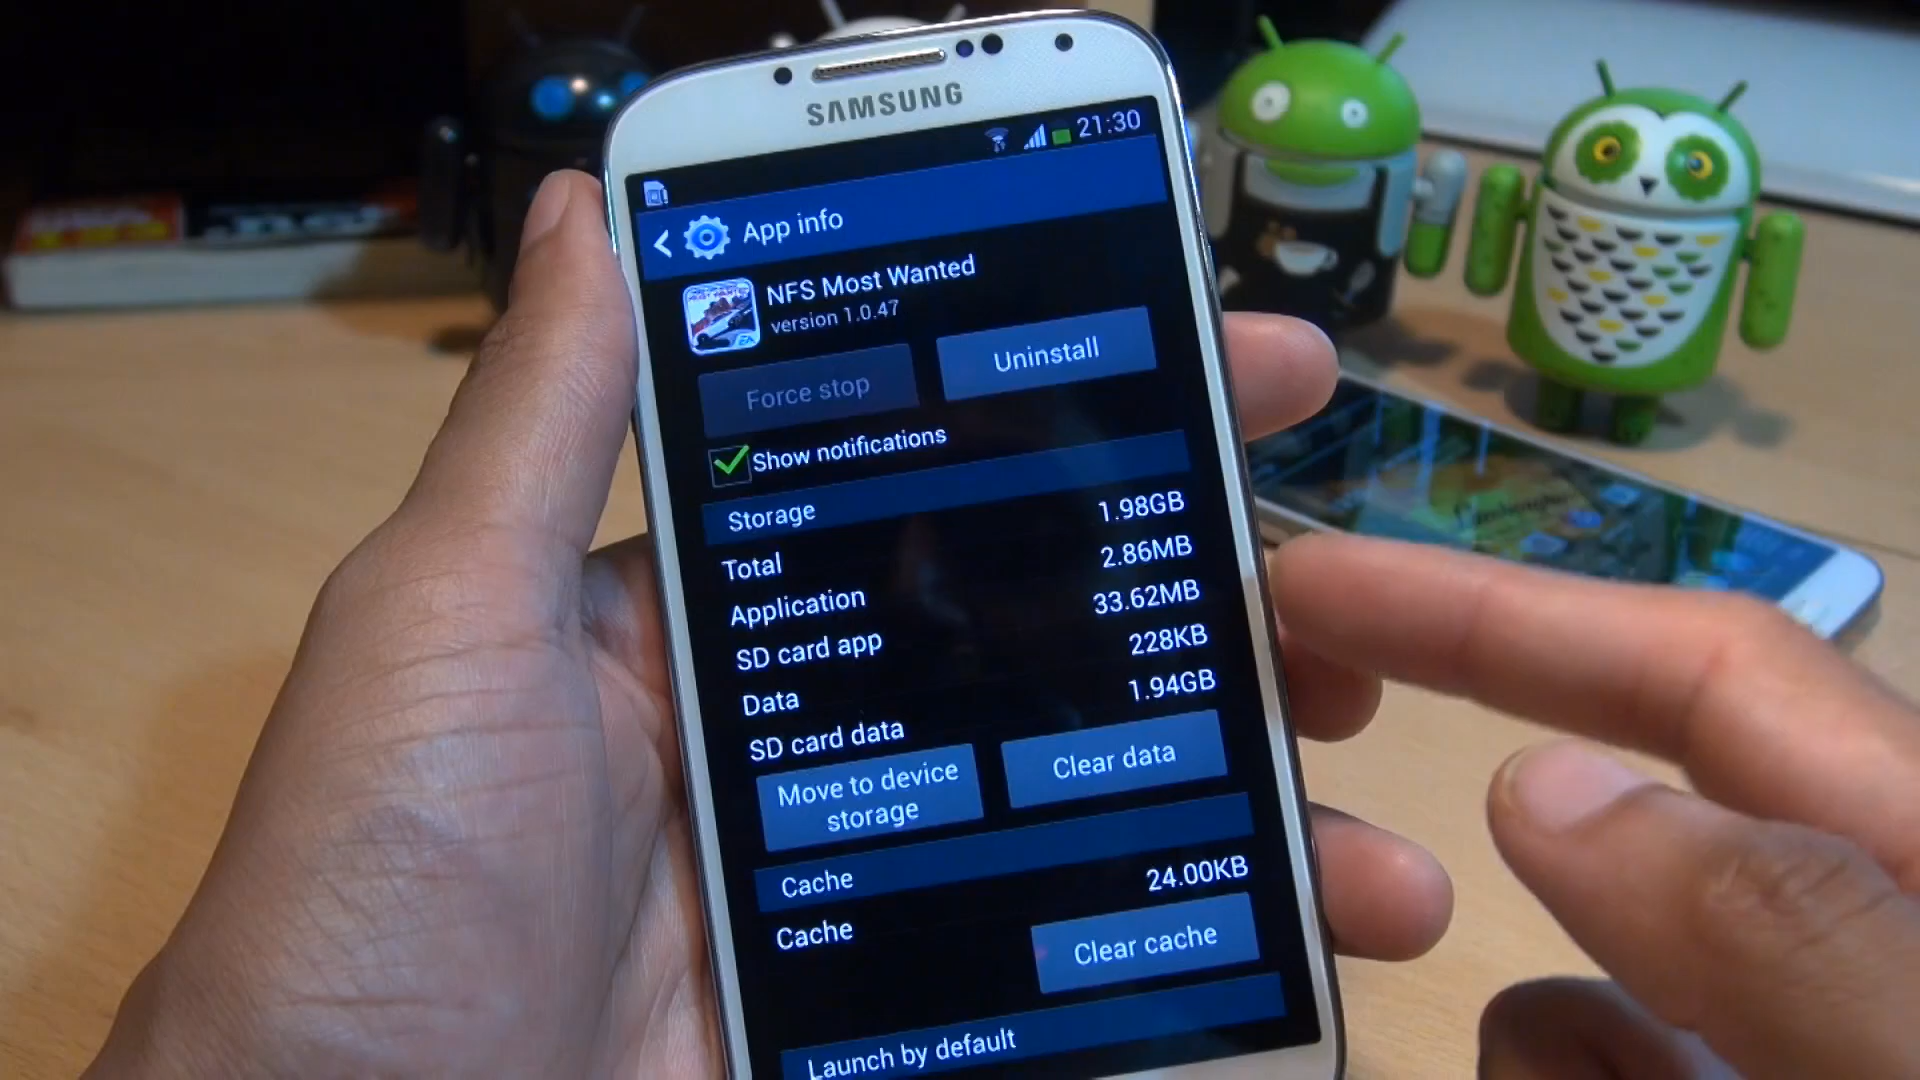 SAMSUNG
21:30
App info
NFS Most Wanted
version 1.0.47
Force stop
Uninstall
Show notifications
Storage
Total 1.98GB
Application 2.86MB
SD card app 33.62MB
Data 228KB
SD card data 1.94GB
Move to device
storage
Clear data
Cache
Cache 24.00KB
Clear cache
Launch by default